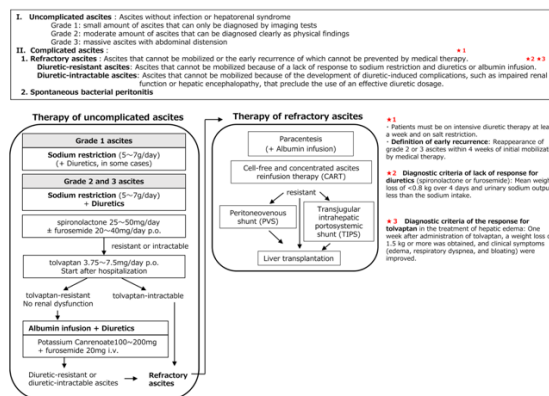 I. Uncomplicated ascites : Ascites without infection or hepatorenal syndrome
Grade 1: small amount of ascites that can only be diagnosed by imaging tests
Grade 2: moderate amount of ascites that can be diagnosed clearly as physical findings
Grade 3: massive ascites with abdominal distension
II. Complicated ascites :
★1
1. Refractory ascites : Ascites that cannot be mobilized or the early recurrence of which cannot be prevented by medical therapy.
★2 ★3
Diuretic-resistant ascites: Ascites that cannot be mobilized because of a lack of response to sodium restriction and diuretics or albumin infusion.
Diuretic-intractable ascites: Ascites that cannot be mobilized because of the development of diuretic-induced complications, such as impaired renal
function or hepatic encephalopathy, that preclude the use of an effective diuretic dosage.
2. Spontaneous bacterial peritonitis
Therapy of uncomplicated ascites
Grade 1 ascites
Sodium restriction (5~7g/day)
(+ Diuretics, in some cases)
Grade 2 and 3 ascites
Sodium restriction (5~7g/day)
+ Diuretics
spironolactone 25~50mg/day
± furosemide 20~40mg/day p.o.
resistant or intractable
tolvaptan 3.75~7.5mg/day p.o.
Start after hospitalization
tolvaptan-resistant
No renal dysfunction
tolvaptan-intractable
Albumin infusion + Diuretics
Potassium Canrenoate100~200mg
+ furosemide 20mg i.v.
Diuretic-resistant or
diuretic-intractable ascites
Refractory
ascites
Therapy of refractory ascites
Paracentesis
(+ Albumin infusion)
Cell-free and concentrated ascites
reinfusion therapy (CART)
resistant
Peritoneovenous
shunt (PVS)
Transjugular
intrahepatic
portosystemic
shunt (TIPS)
Liver transplantation
★1
・Patients must be on intensive diuretic therapy at leas
a week and on salt restriction.
・Definition of early recurrence: Reappearance of
grade 2 or 3 ascites within 4 weeks of initial mobilizat
by medical therapy.
★2 Diagnostic criteria of lack of response for
diuretics (spironolactone or furosemide): Mean weigh
loss of <0.8 kg over 4 days and urinary sodium outpu
less than the sodium intake.
★3 Diagnostic criteria of the response for
tolvaptan in the treatment of hepatic edema: One
week after administration of tolvaptan, a weight loss o
1.5 kg or more was obtained, and clinical symptoms
(edema, respiratory dyspnea, and bloating) were
improved.